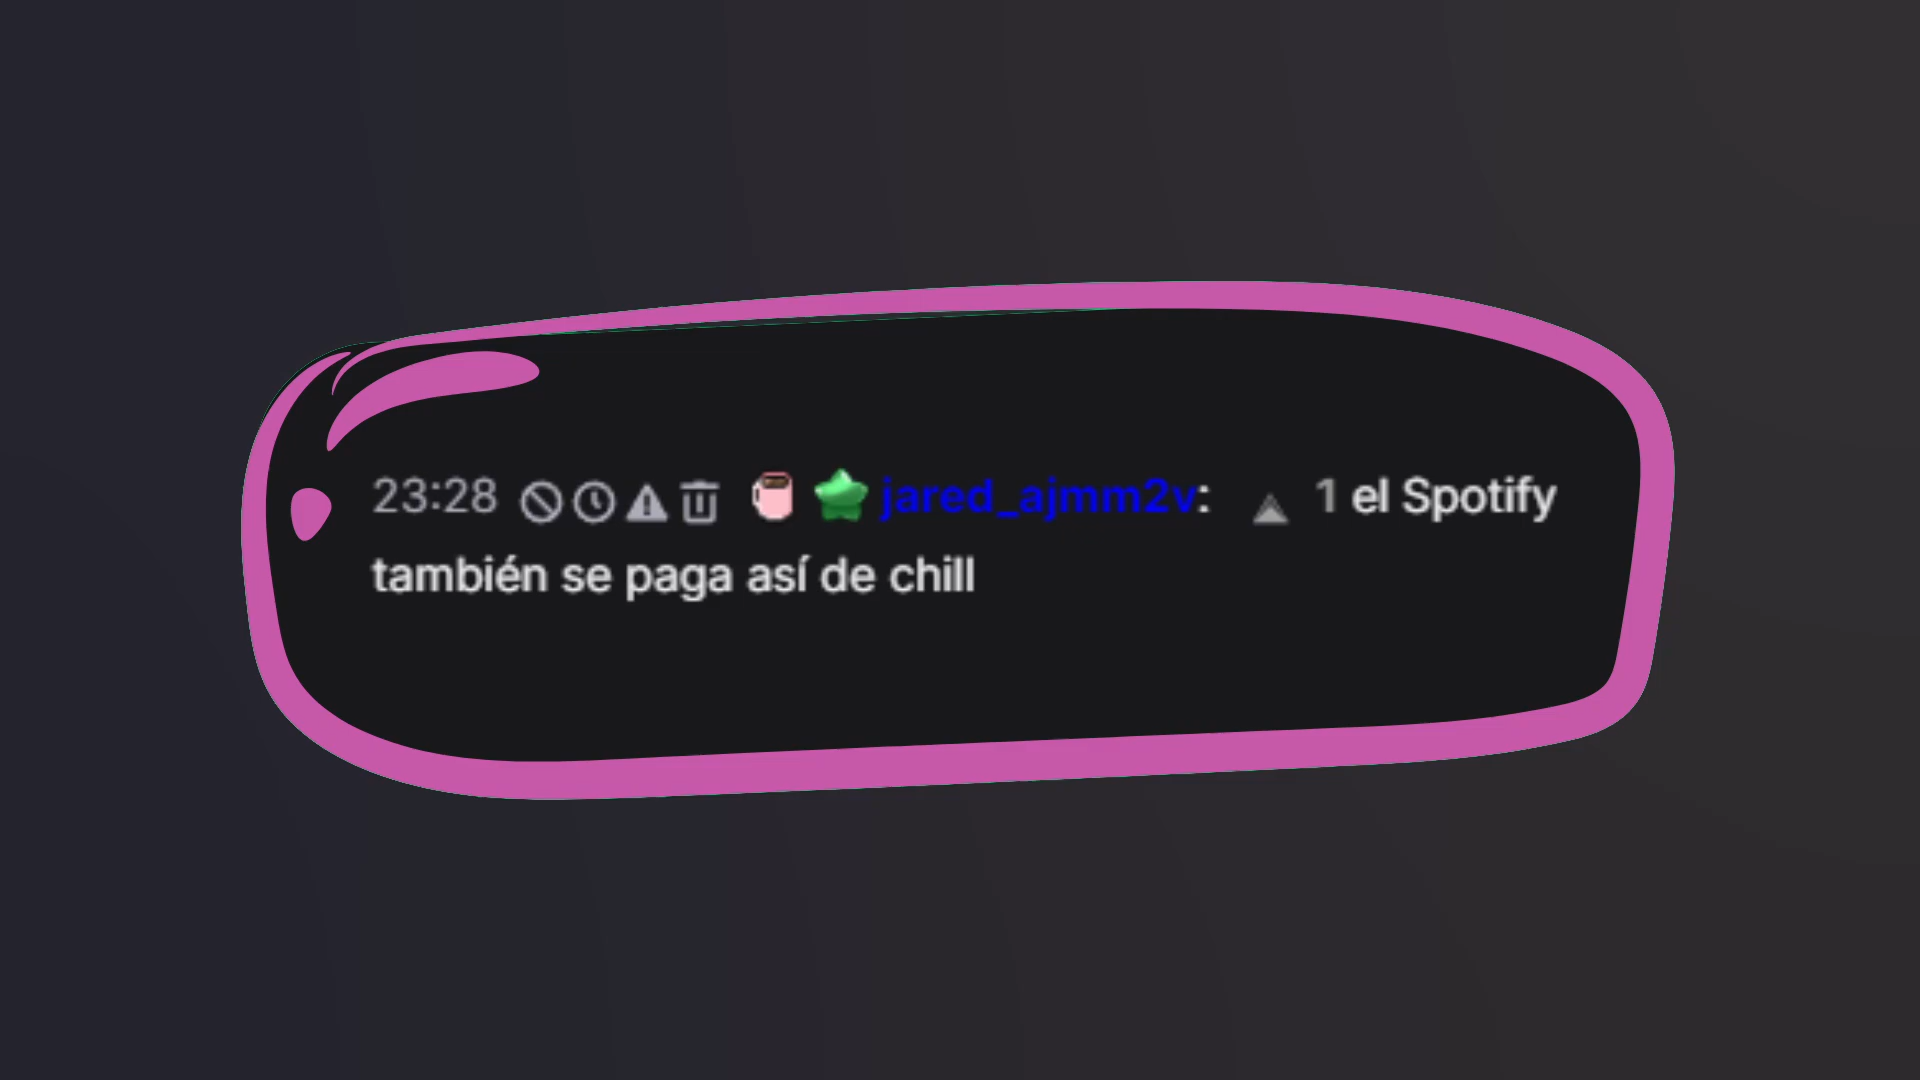 23:28 jared_ajmm2v: 1 el Spotify
también se paga así de chill